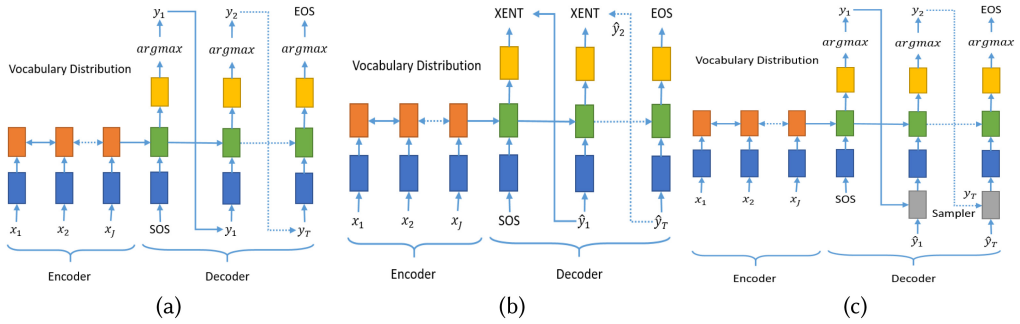 y₁ y₂ EOS
argmax argmax argmax
Vocabulary Distribution
x₁ x₂ x_J SOS y₁ y_T
Encoder Decoder
(a)
XENT XENT EOS
ŷ₂
Vocabulary Distribution
x₁ x₂ x_J SOS ŷ₁ ŷ_T
Encoder Decoder
(b)
y₁ y₂ EOS
argmax argmax argmax
Vocabulary Distribution
x₁ x₂ x_J SOS
y_T
Sampler
ŷ₁ ŷ_T
Encoder Decoder
(c)